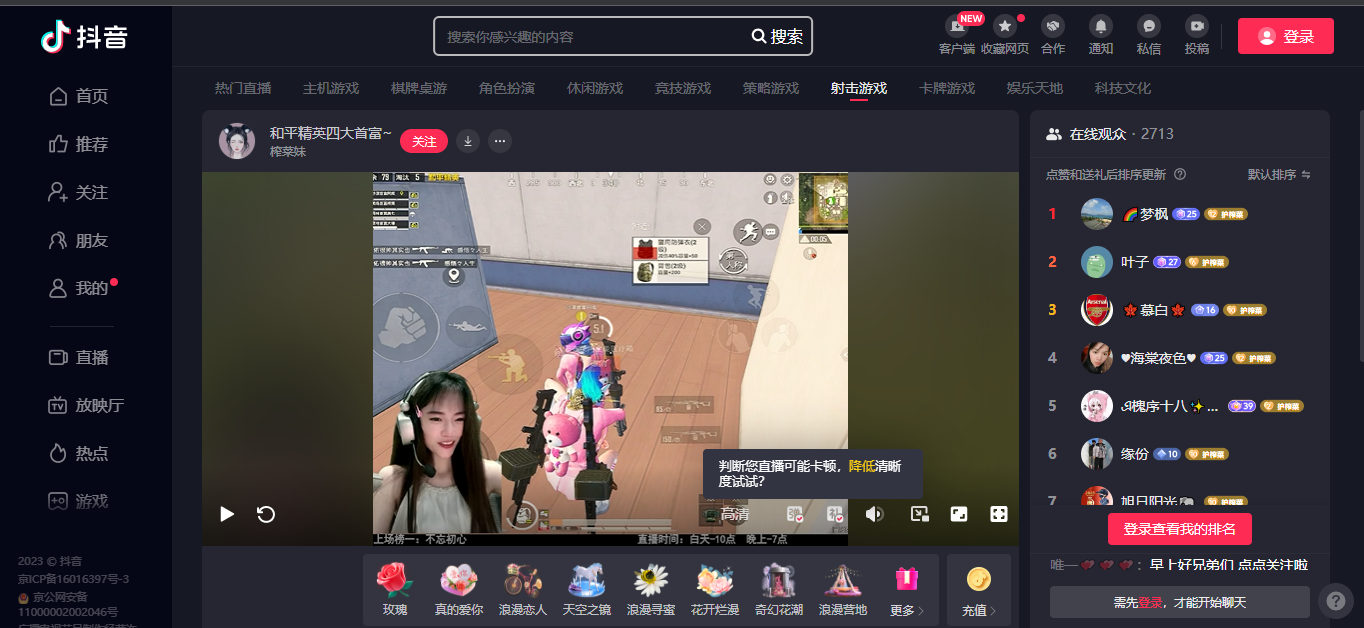 抖音
搜索你感兴趣的内容
搜索
NEW
客户端
收藏网页
合作
通知
私信
投稿
登录
首页
推荐
关注
朋友
我的
直播
放映厅
热点
游戏
2023 © 抖音
京ICP备16016397号-3
京公网安备
11000002002046号
热门直播
主机游戏
棋牌桌游
角色扮演
休闲游戏
竞技游戏
策略游戏
射击游戏
卡牌游戏
娱乐天地
科技文化
和平精英四大首富~
榨菜妹
关注
判断您直播可能卡顿，降低清晰
度试试？
高清
上场榜一：不忘初心
直播时间：白天-10点 晚上-7点
玫瑰
真的爱你
浪漫恋人
天空之镜
浪漫寻蜜
花开烂漫
奇幻花潮
浪漫营地
更多
充值
在线观众 · 2713
点赞和送礼后排序更新
默认排序
1 🌈梦枫 25 护榨菜
2 叶子 27 护榨菜
3 慕白 16 护榨菜
4 ♥海棠夜色♥ 25 护榨菜
5 槐序十八✨... 39 护榨菜
6 缘份 10 护榨菜
7 旭日阳光 护榨菜
登录查看我的排名
唯一 ：早上好兄弟们 点点关注啦
需先登录，才能开始聊天